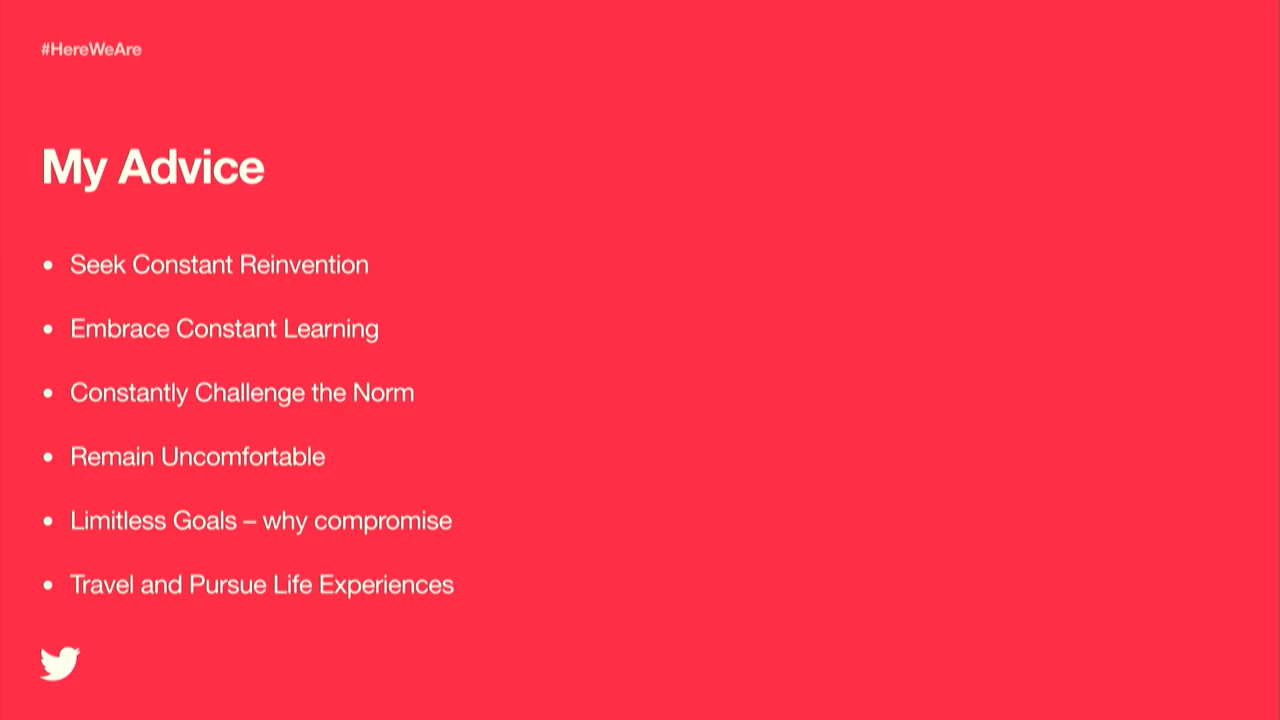 #HereWeAre
My Advice
• Seek Constant Reinvention
• Embrace Constant Learning
• Constantly Challenge the Norm
• Remain Uncomfortable
• Limitless Goals – why compromise
• Travel and Pursue Life Experiences